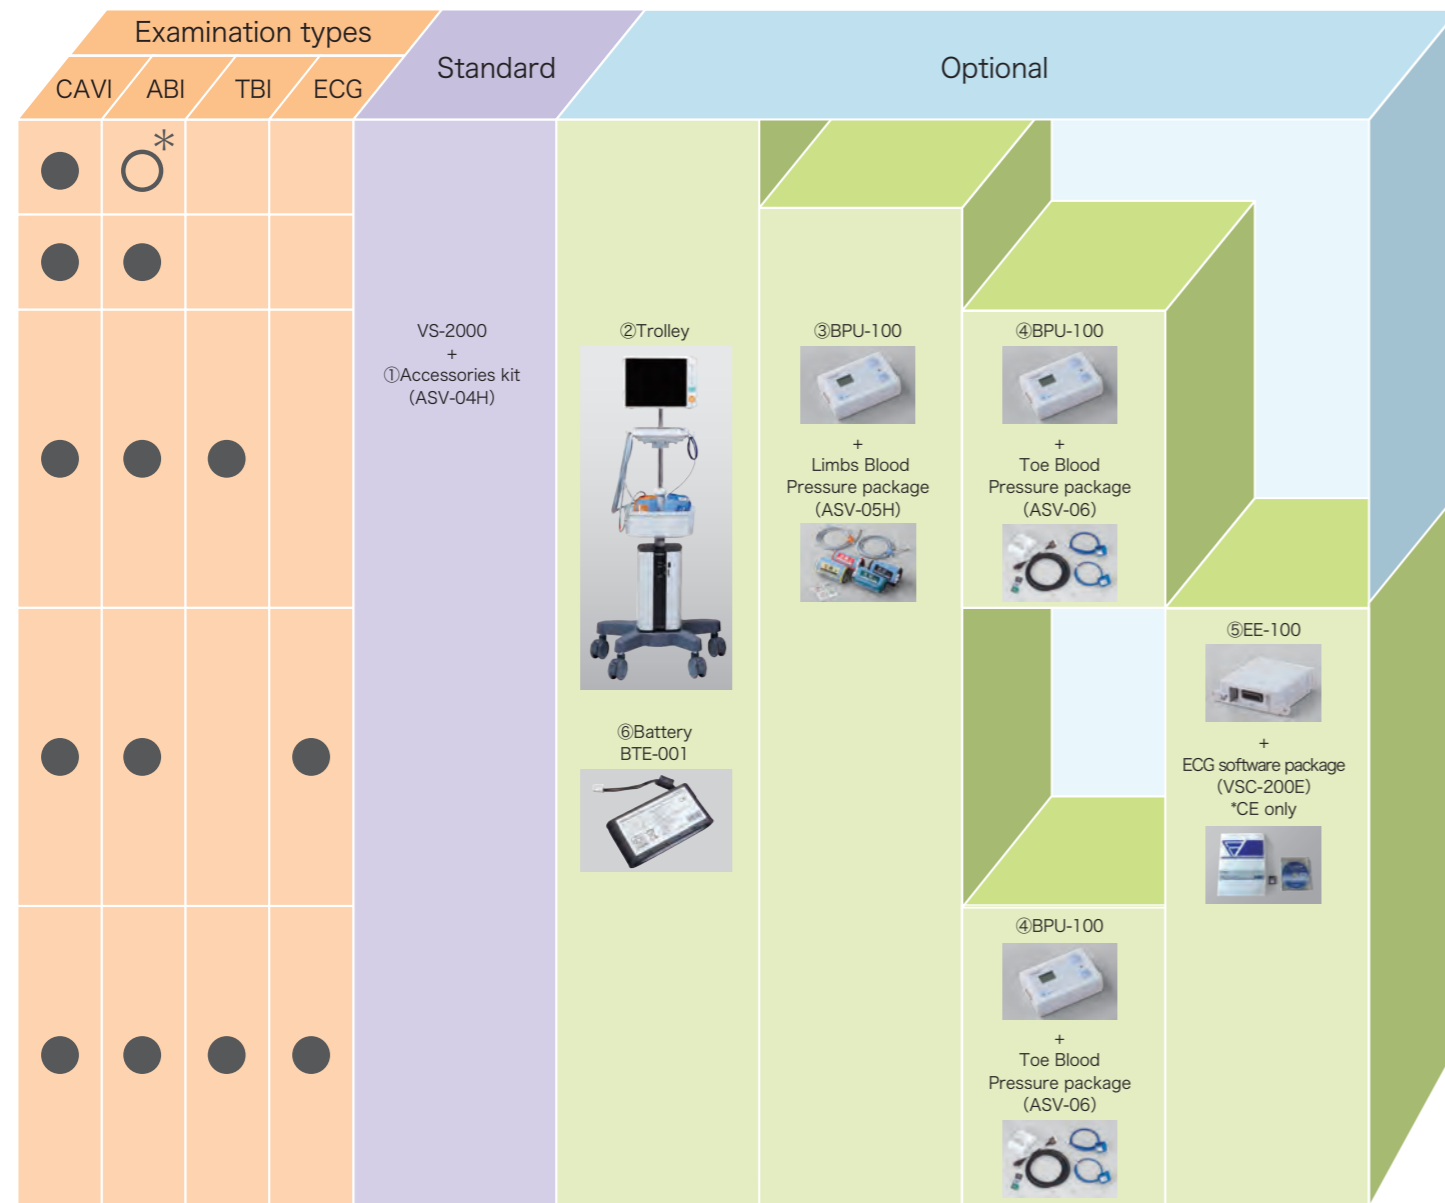 Examination types
Standard
Optional
CAVI
ABI
TBI
ECG
*
VS-2000
+
①Accessories kit
(ASV-04H)
②Trolley
⑥Battery
BTE-001
③BPU-100
+
Limbs Blood
Pressure package
(ASV-05H)
④BPU-100
+
Toe Blood
Pressure package
(ASV-06)
⑤EE-100
+
ECG software package
(VSC-200E)
*CE only
④BPU-100
+
Toe Blood
Pressure package
(ASV-06)